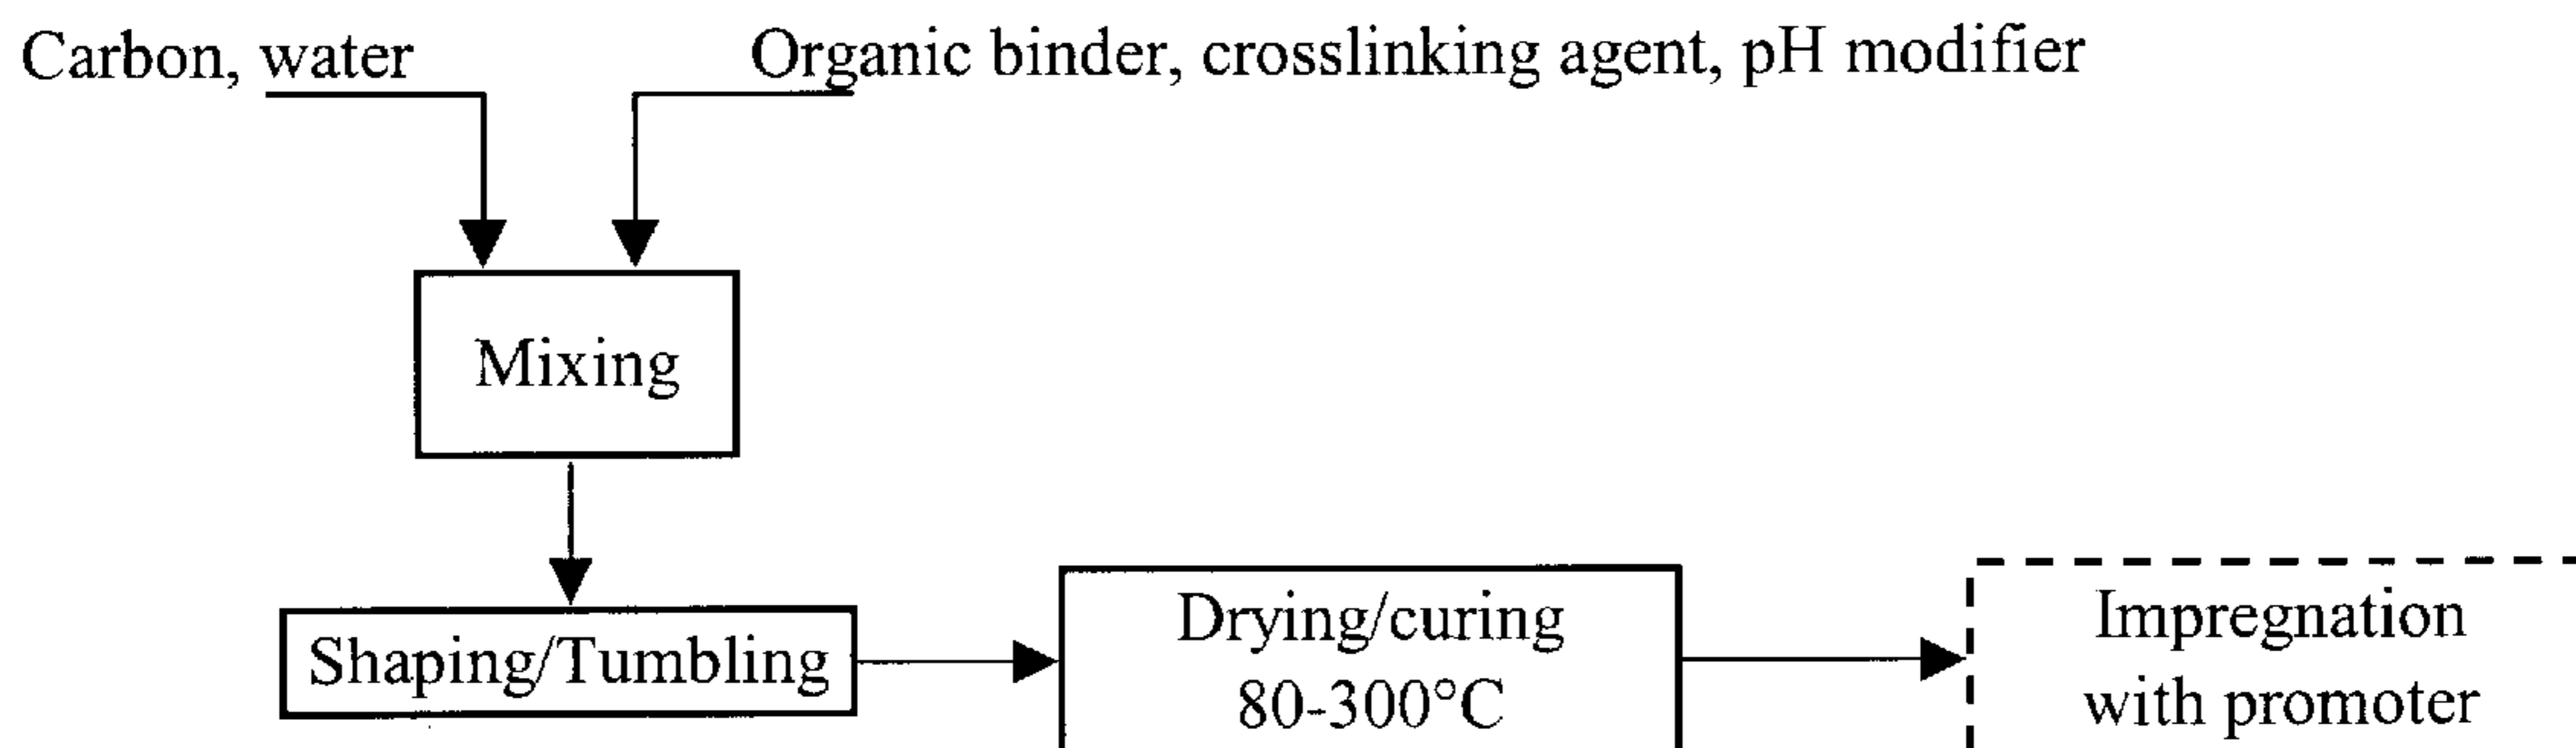 Carbon, water
Organic binder, crosslinking agent, pH modifier
Mixing
Shaping/Tumbling
Drying/curing
80-300°C
Impregnation
with promoter